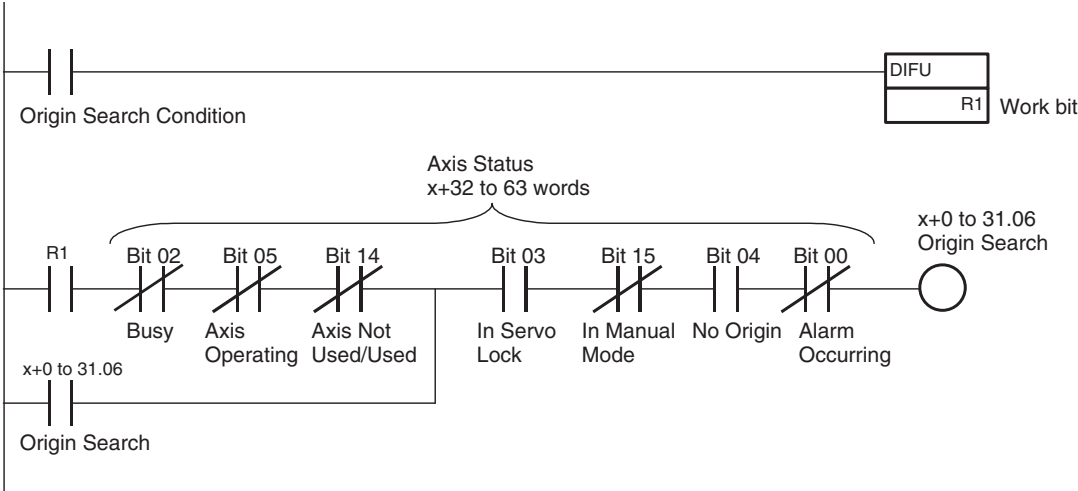 DIFU
R1
Work bit
Origin Search Condition
Axis Status
x+32 to 63 words
x+0 to 31.06
Origin Search
R1
Bit 02
Bit 05
Bit 14
Bit 03
Bit 15
Bit 04
Bit 00
Busy
Axis
Operating
Axis Not
Used/Used
In Servo
Lock
In Manual
Mode
No Origin
Alarm
Occurring
x+0 to 31.06
Origin Search